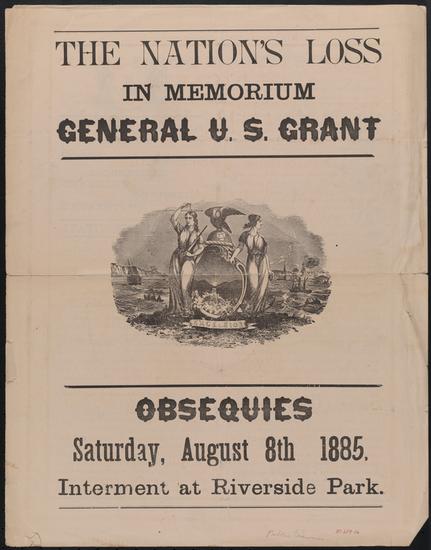 THE NATION'S LOSS
IN MEMORIUM
GENERAL U. S. GRANT
EXCELSIOR
OBSEQUIES
Saturday, August 8th 1885.
Interment at Riverside Park.